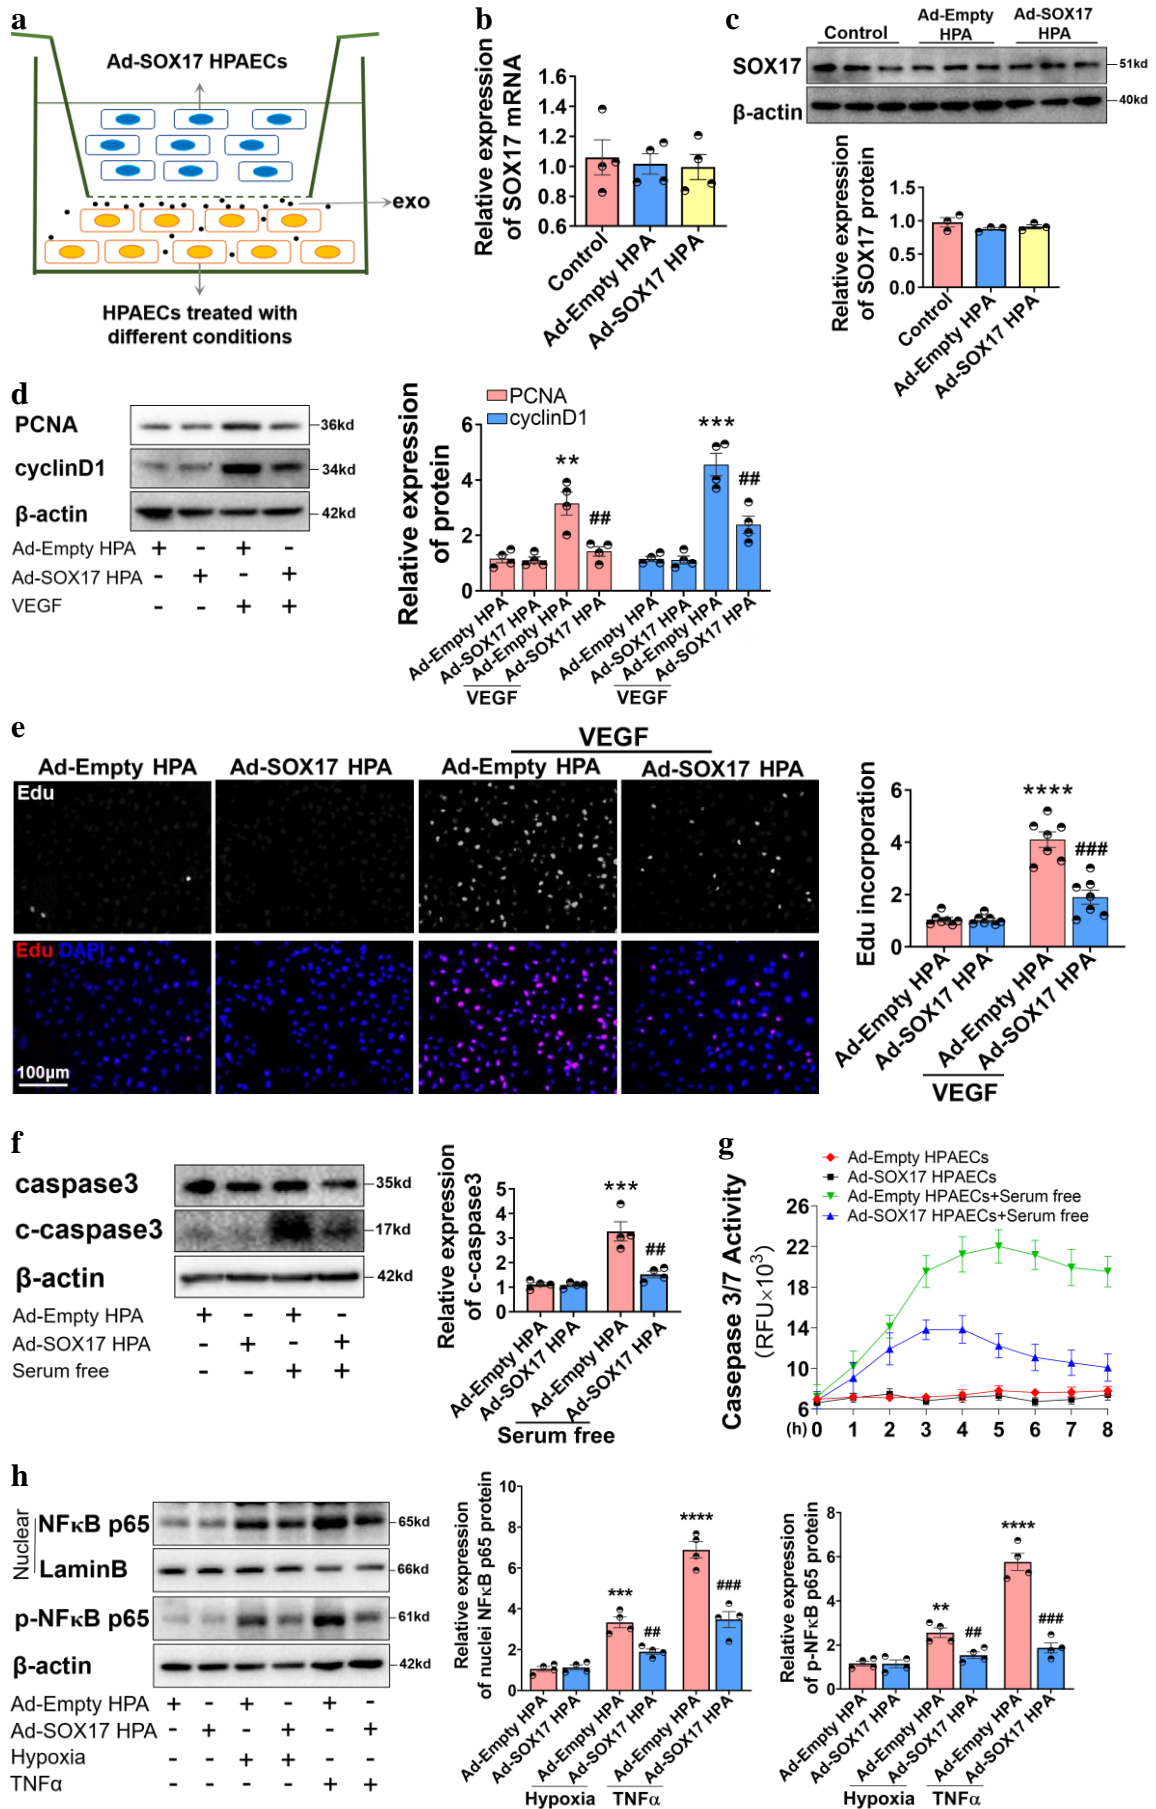 a
Ad-SOX17 HPAECs
exo
HPAECs treated with
different conditions
b
Relative expression
of SOX17 mRNA
1.6
1.4
1.2
1.0
0.8
0.6
Control
Ad-Empty HPA
Ad-SOX17 HPA
c
Control
Ad-Empty
HPA
Ad-SOX17
HPA
SOX17
51kd
β-actin
40kd
Relative expression
of SOX17 protein
1.5
1.0
0.5
0.0
Control
Ad-Empty HPA
Ad-SOX17 HPA
d
PCNA
36kd
cyclinD1
34kd
β-actin
42kd
Ad-Empty HPA + - + -
Ad-SOX17 HPA - + - +
VEGF - - + +
Relative expression
of protein
PCNA
cyclinD1
6
4
2
0
**
##
***
##
Ad-Empty HPA
Ad-SOX17 HPA
Ad-Empty HPA
Ad-SOX17 HPA
Ad-Empty HPA
Ad-SOX17 HPA
Ad-Empty HPA
Ad-SOX17 HPA
VEGF
VEGF
e
VEGF
Ad-Empty HPA
Ad-SOX17 HPA
Ad-Empty HPA
Ad-SOX17 HPA
Edu
Edu DAPI
100μm
Edu incorporation
6
4
2
0
****
###
Ad-Empty HPA
Ad-SOX17 HPA
Ad-Empty HPA
Ad-SOX17 HPA
VEGF
f
caspase3
35kd
c-caspase3
17kd
β-actin
42kd
Ad-Empty HPA + - + -
Ad-SOX17 HPA - + - +
Serum free - - + +
Relative expression
of c-caspase3
5
4
3
2
1
0
***
##
Ad-Empty HPA
Ad-SOX17 HPA
Ad-Empty HPA
Ad-SOX17 HPA
Serum free
g
Ad-Empty HPAECs
Ad-SOX17 HPAECs
Ad-Empty HPAECs+Serum free
Ad-SOX17 HPAECs+Serum free
Casepase 3/7 Activity
(RFU×10³)
26
22
18
14
10
6
(h) 0 1 2 3 4 5 6 7 8
h
Nuclear
NFκB p65
65kd
LaminB
66kd
p-NFκB p65
61kd
β-actin
42kd
Ad-Empty HPA + - + - + -
Ad-SOX17 HPA - + - + - +
Hypoxia - - + + - -
TNFα - - - - + +
Relative expression
of nuclei NFκB p65 protein
10
8
6
4
2
0
***
##
****
###
Ad-Empty HPA
Ad-SOX17 HPA
Ad-Empty HPA
Ad-SOX17 HPA
Ad-Empty HPA
Ad-SOX17 HPA
Hypoxia
TNFα
Relative expression
of p-NFκB p65 protein
8
6
4
2
0
**
##
****
###
Ad-Empty HPA
Ad-SOX17 HPA
Ad-Empty HPA
Ad-SOX17 HPA
Ad-Empty HPA
Ad-SOX17 HPA
Hypoxia
TNFα